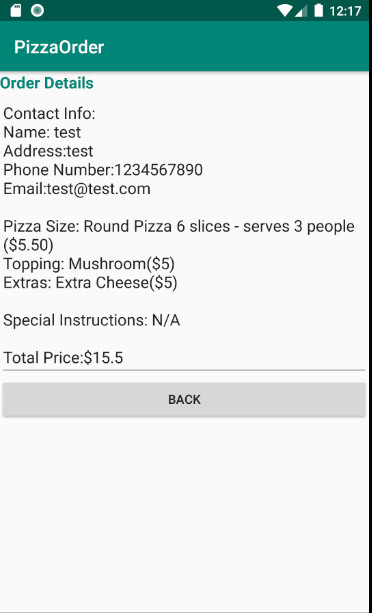 12:17
PizzaOrder
Order Details
Contact Info:
Name: test
Address:test
Phone Number:1234567890
Email:test@test.com
Pizza Size: Round Pizza 6 slices - serves 3 people
($5.50)
Topping: Mushroom($5)
Extras: Extra Cheese($5)
Special Instructions: N/A
Total Price:$15.5
BACK